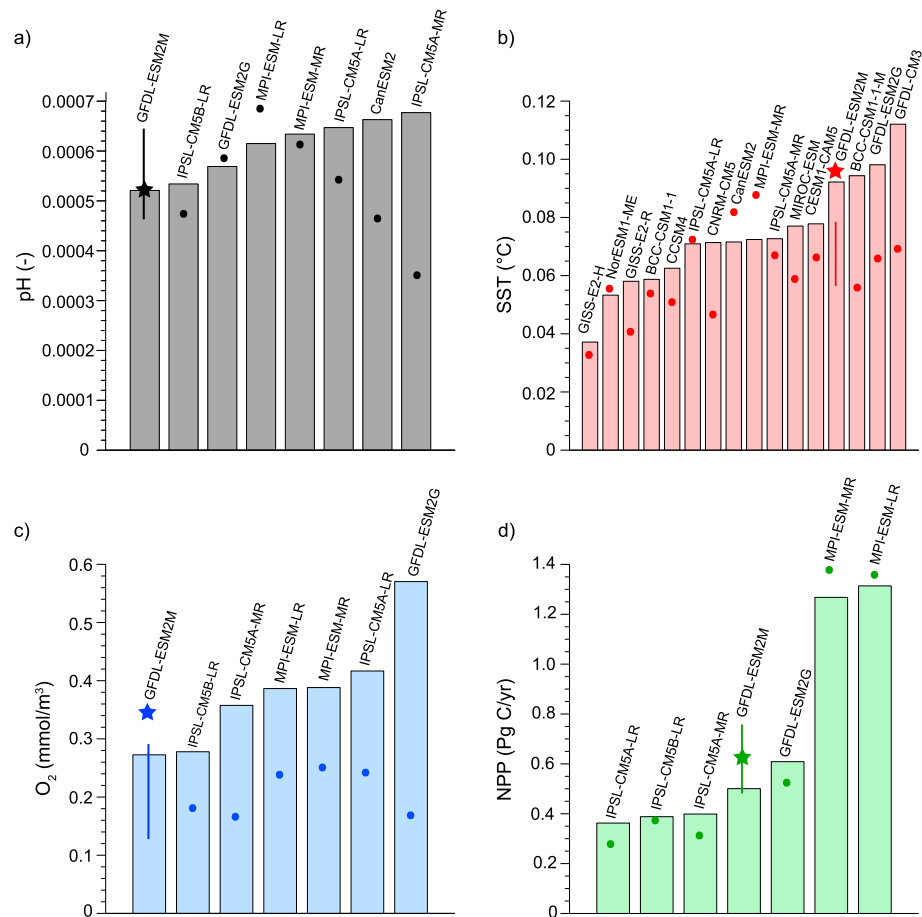 a)
pH (-)
0.0007
0.0006
0.0005
0.0004
0.0003
0.0002
0.0001
0
GFDL-ESM2M
IPSL-CM5B-LR
GFDL-ESM2G
MPI-ESM-LR
MPI-ESM-MR
IPSL-CM5A-LR
CanESM2
IPSL-CM5A-MR
b)
SST (°C)
0.12
0.10
0.08
0.06
0.04
0.02
0
GISS-E2-H
NorESM1-ME
GISS-E2-R
BCC-CSM1-1
CCSM4
IPSL-CM5A-LR
CNRM-CM5
CanESM2
MPI-ESM-MR
IPSL-CM5A-MR
MIROC-ESM
CESM1-CAM5
GFDL-ESM2M
BCC-CSM1-1-M
GFDL-ESM2G
GFDL-CM3
c)
O₂ (mmol/m³)
0.6
0.5
0.4
0.3
0.2
0.1
0
GFDL-ESM2M
IPSL-CM5B-LR
IPSL-CM5A-MR
MPI-ESM-LR
MPI-ESM-MR
IPSL-CM5A-LR
GFDL-ESM2G
d)
NPP (Pg C/yr)
1.4
1.2
1.0
0.8
0.6
0.4
0.2
0
IPSL-CM5A-LR
IPSL-CM5B-LR
IPSL-CM5A-MR
GFDL-ESM2M
GFDL-ESM2G
MPI-ESM-MR
MPI-ESM-LR